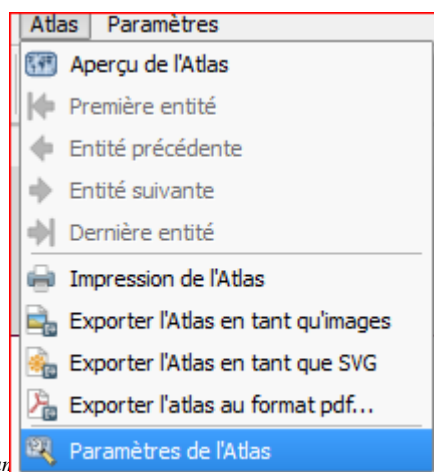 Atlas Paramètres
Aperçu de l'Atlas
Première entité
Entité précédente
Entité suivante
Dernière entité
Impression de l'Atlas
Exporter l'Atlas en tant qu'images
Exporter l'Atlas en tant que SVG
Exporter l'atlas au format pdf...
Paramètres de l'Atlas